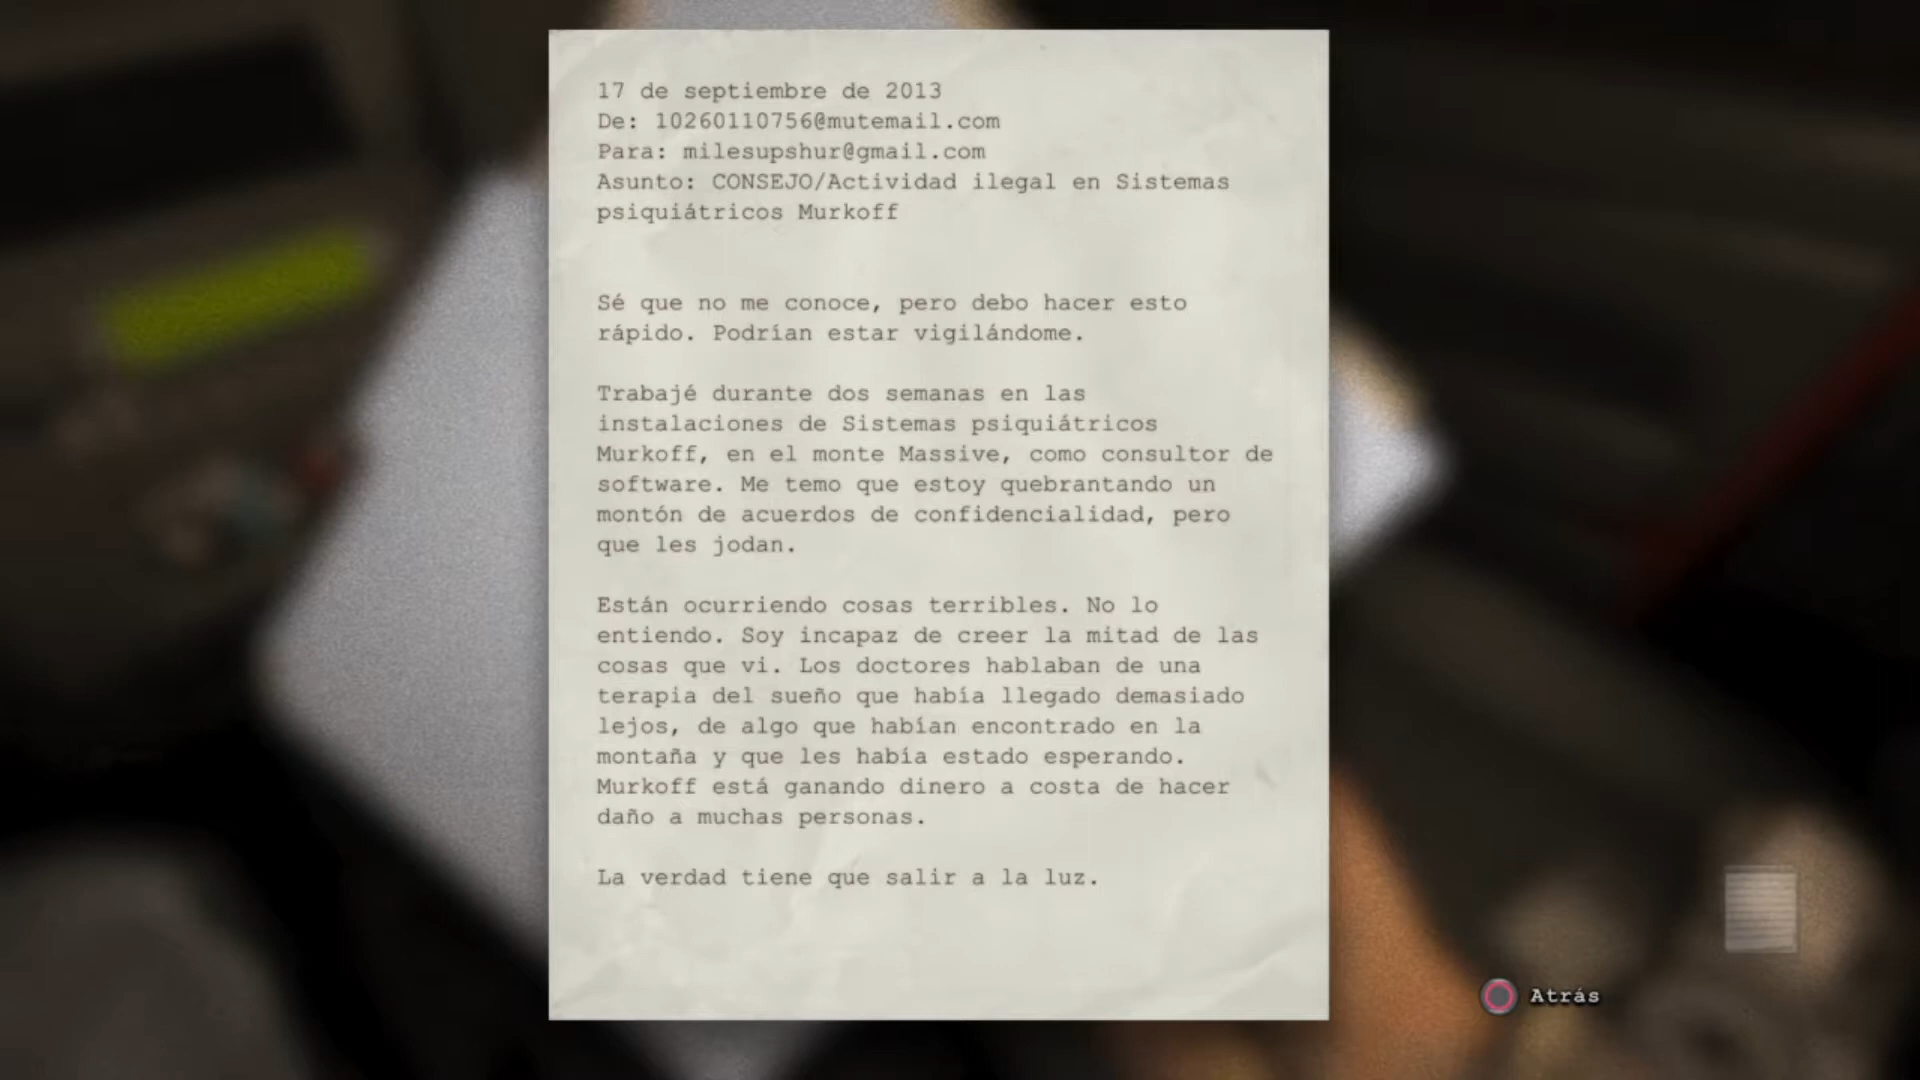 17 de septiembre de 2013
De: 10260110756@mutemail.com
Para: milesupshur@gmail.com
Asunto: CONSEJO/Actividad ilegal en Sistemas
psiquiátricos Murkoff
Sé que no me conoce, pero debo hacer esto
rápido. Podrían estar vigilándome.
Trabajé durante dos semanas en las
instalaciones de Sistemas psiquiátricos
Murkoff, en el monte Massive, como consultor de
software. Me temo que estoy quebrantando un
montón de acuerdos de confidencialidad, pero
que les jodan.
Están ocurriendo cosas terribles. No lo
entiendo. Soy incapaz de creer la mitad de las
cosas que vi. Los doctores hablaban de una
terapia del sueño que había llegado demasiado
lejos, de algo que habían encontrado en la
montaña y que les había estado esperando.
Murkoff está ganando dinero a costa de hacer
daño a muchas personas.
La verdad tiene que salir a la luz.
Atrás